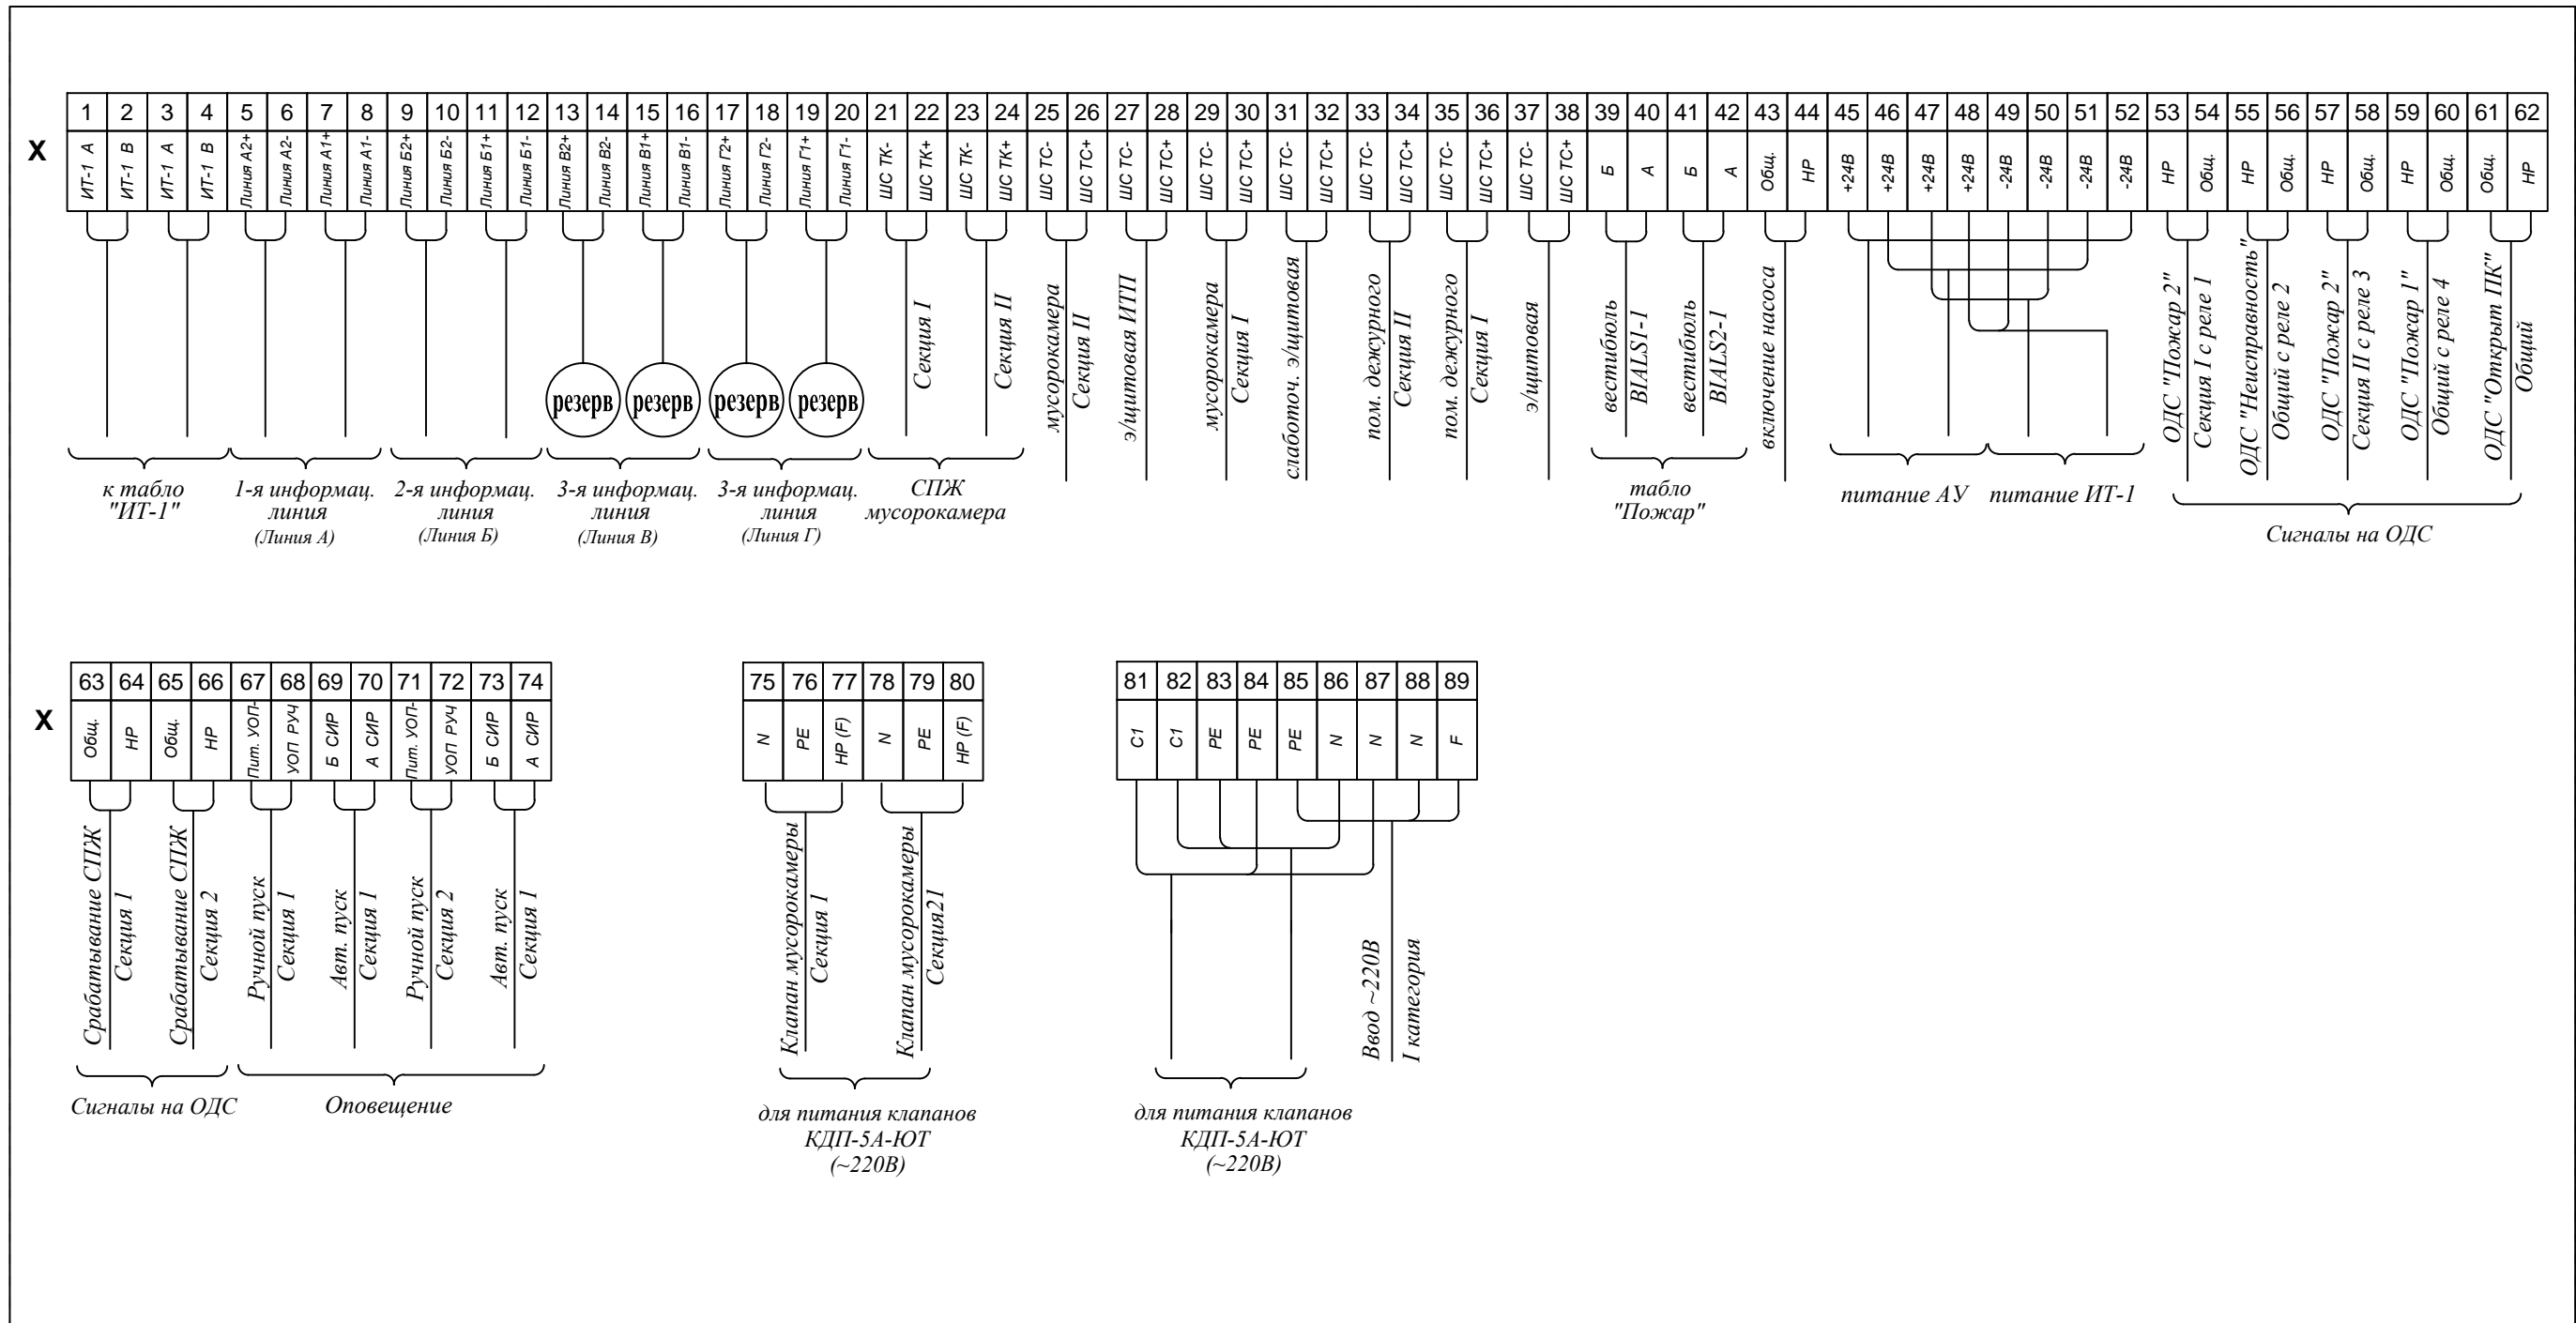 1 2 3 4 5 6 7 8 9 10 11 12 13 14 15 16 17 18 19 20 21 22 23 24 25 26 27 28 29 30 31 32 33 34 35 36 37 38 39 40 41 42 43 44 45 46 47 48 49 50 51 52 53 54 55 56 57 58 59 60 61 62
X
ИТ-1 А
ИТ-1 В
ИТ-1 А
ИТ-1 В
Линия А2+
Линия А2-
Линия А1+
Линия А1-
Линия Б2+
Линия Б2-
Линия Б1+
Линия Б1-
Линия В2+
Линия В2-
Линия В1+
Линия В1-
Линия Г2+
Линия Г2-
Линия Г1+
Линия Г1-
ШС ТК-
ШС ТК+
ШС ТК-
ШС ТК+
ШС ТС-
ШС ТС+
ШС ТС-
ШС ТС+
ШС ТС-
ШС ТС+
ШС ТС-
ШС ТС+
ШС ТС-
ШС ТС+
ШС ТС-
ШС ТС+
ШС ТС-
ШС ТС+
Б
А
Б
А
Общ.
НР
+24В
+24В
+24В
+24В
-24В
-24В
-24В
-24В
НР
Общ.
НР
Общ.
НР
Общ.
НР
Общ.
Общ.
НР
резерв
резерв
резерв
резерв
Секция I
Секция II
мусорокамера
Секция II
э/щитовая ИТП
мусорокамера
Секция I
слаботоч. э/щитовая
пом. дежурного
Секция II
пом. дежурного
Секция I
э/щитовая
вестибюль
BIALS1-1
вестибюль
BIALS2-1
включение насоса
ОДС "Пожар 2"
Секция I с реле 1
ОДС "Неисправность"
Общий с реле 2
ОДС "Пожар 2"
Секция II с реле 3
ОДС "Пожар 1"
Общий с реле 4
ОДС "Открыт ПК"
Общий
к табло
"ИТ-1"
1-я информац.
линия
(Линия А)
2-я информац.
линия
(Линия Б)
3-я информац.
линия
(Линия В)
3-я информац.
линия
(Линия Г)
СПЖ
мусорокамера
табло
"Пожар"
питание АУ
питание ИТ-1
Сигналы на ОДС
63 64 65 66 67 68 69 70 71 72 73 74
X
Общ.
НР
Общ.
НР
Пит. УОП-
УОП РУЧ
Б СИР
А СИР
Пит. УОП-
УОП РУЧ
Б СИР
А СИР
Срабатывание СПЖ
Секция 1
Срабатывание СПЖ
Секция 2
Ручной пуск
Секция 1
Авт. пуск
Секция 1
Ручной пуск
Секция 2
Авт. пуск
Секция 1
Сигналы на ОДС
Оповещение
75 76 77 78 79 80
N
PE
НР (F)
N
PE
НР (F)
Клапан мусорокамеры
Секция 1
Клапан мусорокамеры
Секция21
для питания клапанов
КДП-5А-ЮТ
(~220В)
81 82 83 84 85 86 87 88 89
С1
С1
PE
PE
PE
N
N
N
F
Ввод ~220В
I категория
для питания клапанов
КДП-5А-ЮТ
(~220В)